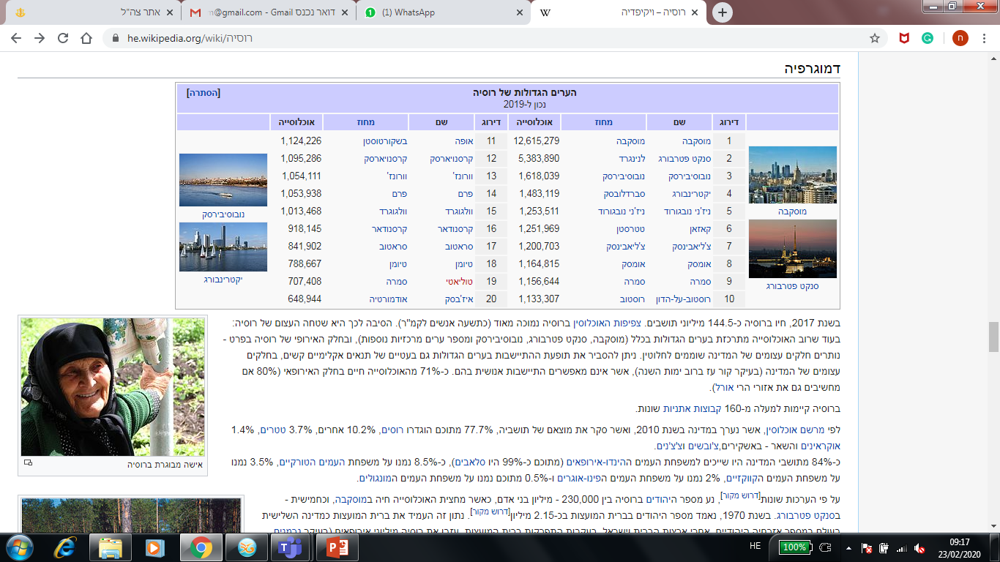 אתר צה"ל
דואר נכנס - m@gmail.com - Gmail
(1) WhatsApp
רוסיה – ויקיפדיה
he.wikipedia.org/wiki/רוסיה
דמוגרפיה
הערים הגדולות של רוסיה [הסתרה]
נכון ל-2019
דירוג שם מחוז אוכלוסייה דירוג שם מחוז אוכלוסייה
1 מוסקבה מוסקבה 12,615,279 11 אופה בשקורטוסטן 1,124,226
2 סנקט פטרבורג לנינגרד 5,383,890 12 קרסנויארסק קרסנויארסק 1,095,286
3 נובוסיבירסק נובוסיבירסק 1,618,039 13 וורונז' וורונז' 1,054,111
4 יקטרינבורג סברדלובסק 1,483,119 14 פרם פרם 1,053,938
5 ניז'ני נובגורוד ניז'ני נובגורוד 1,253,511 15 וולגוגרד וולגוגרד 1,013,468
6 קאזאן טטרסטן 1,251,969 16 קרסנודאר קרסנודאר 918,145
7 צ'ליאבינסק צ'ליאבינסק 1,200,703 17 סראטוב סראטוב 841,902
8 אומסק אומסק 1,164,815 18 טיומן טיומן 788,667
9 סמרה סמרה 1,156,644 19 טוליאטי סמרה 707,408
10 רוסטוב-על-הדון רוסטוב 1,133,307 20 איז'בסק אודמורטיה 648,944
מוסקבה
סנקט פטרבורג
נובוסיבירסק
יקטרינבורג
בשנת 2017, חיו ברוסיה כ-144.5 מיליוני תושבים. צפיפות האוכלוסין ברוסיה נמוכה מאוד (כתשעה אנשים לקמ"ר). הסיבה לכך היא שטחה העצום של רוסיה:
בעוד שרוב האוכלוסייה מתרכזת בערים הגדולות בכלל (מוסקבה, סנקט פטרבורג, נובוסיבירסק ומספר ערים מרכזיות נוספות), ובחלק האירופי של רוסיה בפרט -
נותרים חלקים עצומים של המדינה שוממים לחלוטין. ניתן להסביר את תופעת ההתיישבות בערים הגדולות גם בעטיים של תנאים אקלימיים קשים, בחלקים
עצומים של המדינה (בעיקר קור עז ברוב ימות השנה), אשר אינם מאפשרים התיישבות אנושית בהם. כ-71% מהאוכלוסייה חיים בחלק האירופאי (80% אם
מחשיבים גם את אזורי הרי אורל).
ברוסיה קיימות למעלה מ-160 קבוצות אתניות שונות.
לפי מרשם אוכלוסין, אשר נערך במדינה בשנת 2010, ואשר סקר את מוצאם של תושביה, 77.7% מתוכם הוגדרו רוסים, 10.2% אחרים, 3.7% טטרים, 1.4%
אוקראינים והשאר - באשקירים,צ'ובשים וצ'צ'נים.
כ-84% מתושבי המדינה היו שייכים למשפחת העמים ההינדו-אירופאים (מתוכם כ-99% היו סלאבים), כ-8.5% נמנו על משפחת העמים הטורקיים, 3.5% נמנו
על משפחת העמים הקווקזיים, 2% נמנו על משפחת העמים הפינו-אוגרים ו-0.5% מתוכם נמנו על משפחת העמים המונגולים.
על פי הערכות שונות[דרוש מקור], נע מספר היהודים ברוסיה בין 230,000 - מיליון בני אדם, כאשר מחצית האוכלוסייה חיה במוסקבה, וכחמישית -
בסנקט פטרבורג. בשנת 1970, נאמד מספר היהודים בברית המועצות בכ-2.15 מיליון[דרוש מקור]. נתון זה העמיד את ברית המועצות כמדינה השלישית
בעולם במספר אזרחיה היהודיים, אחרי ארצות הברית וישראל. בעקבות התפרקות ברית המועצות, עזבו את רוסיה מיליוני אירופאים (בעיקר גרמנים
אישה מבוגרת ברוסיה
HE
100%
09:17
23/02/2020